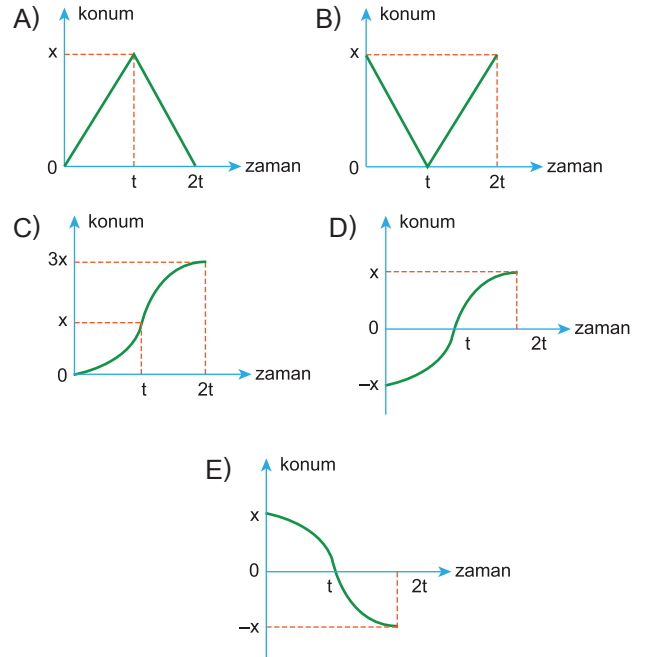 A)
konum
x
0
t
2t
zaman
B)
konum
x
0
t
2t
zaman
C)
konum
3x
x
0
t
2t
zaman
D)
konum
x
0
–x
t
2t
zaman
E)
konum
x
0
–x
t
2t
zaman